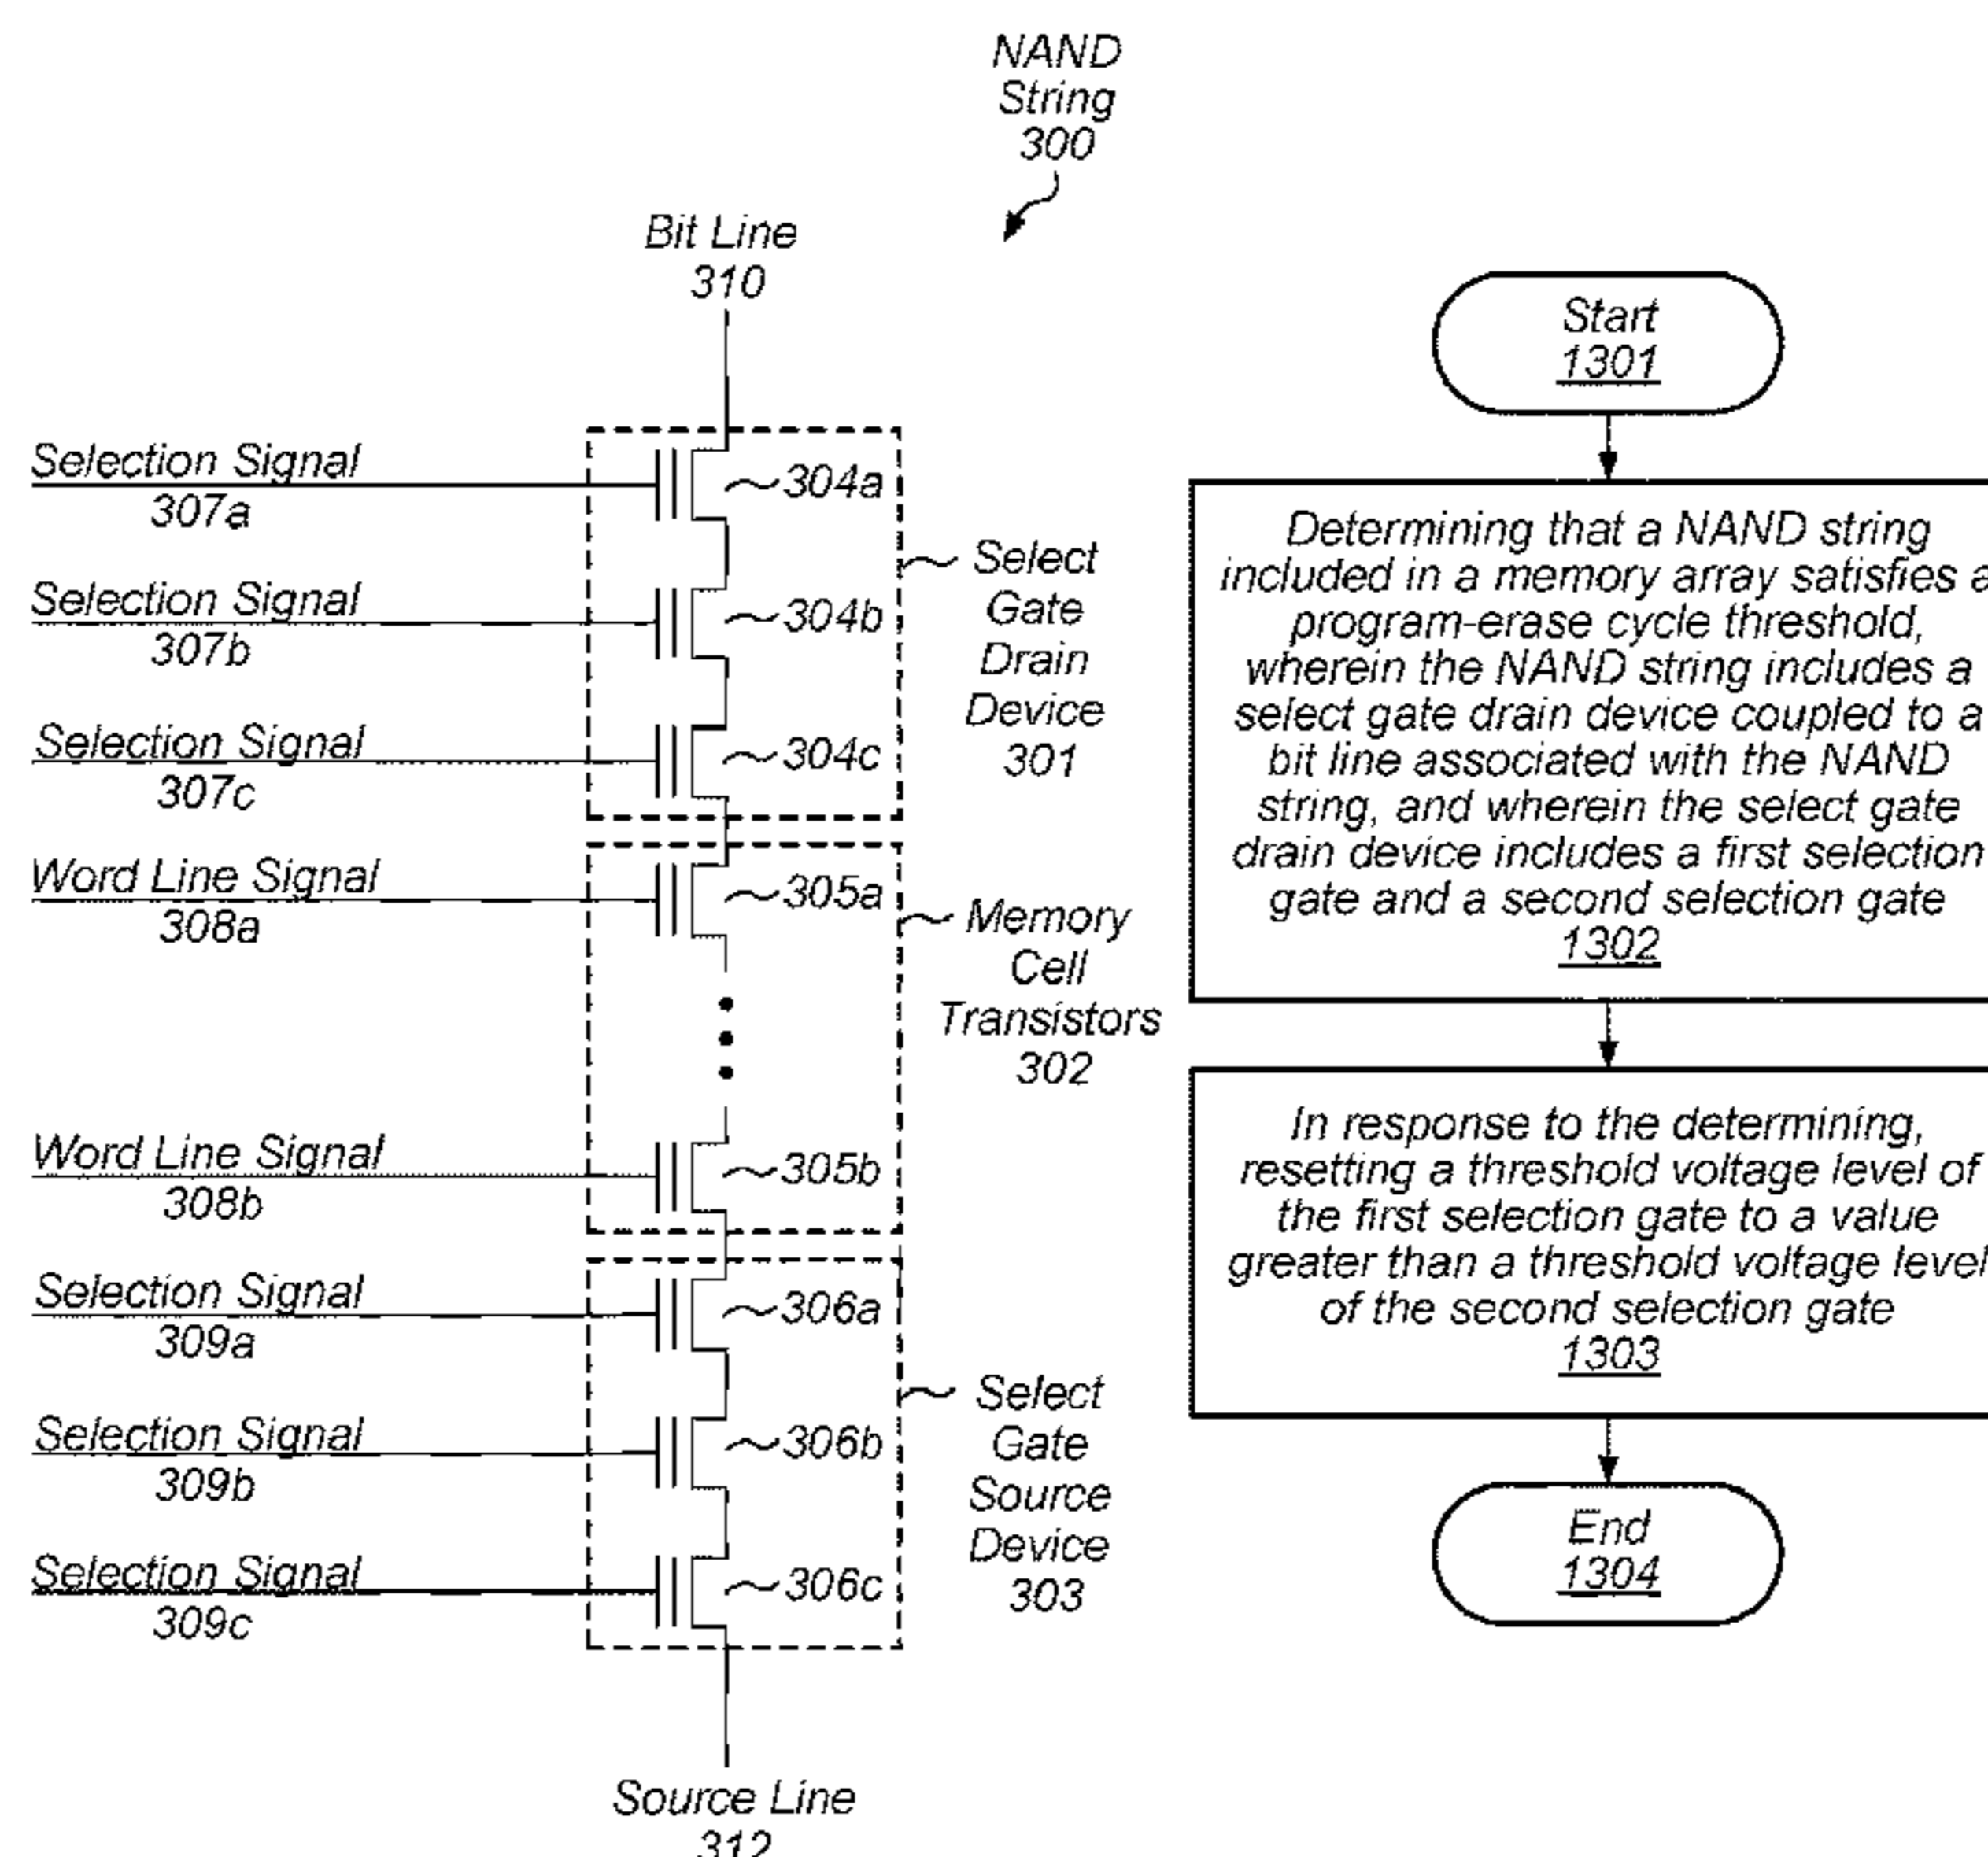 NAND
String
300
Bit Line
310
Selection Signal
307a
304a
Selection Signal
307b
304b
Selection Signal
307c
304c
Select
Gate
Drain
Device
301
Word Line Signal
308a
305a
Memory
Cell
Transistors
302
Word Line Signal
308b
305b
Selection Signal
309a
306a
Selection Signal
309b
306b
Selection Signal
309c
306c
Select
Gate
Source
Device
303
Source Line
312
Start
1301
Determining that a NAND string
included in a memory array satisfies a
program-erase cycle threshold,
wherein the NAND string includes a
select gate drain device coupled to a
bit line associated with the NAND
string, and wherein the select gate
drain device includes a first selection
gate and a second selection gate
1302
In response to the determining,
resetting a threshold voltage level of
the first selection gate to a value
greater than a threshold voltage level
of the second selection gate
1303
End
1304